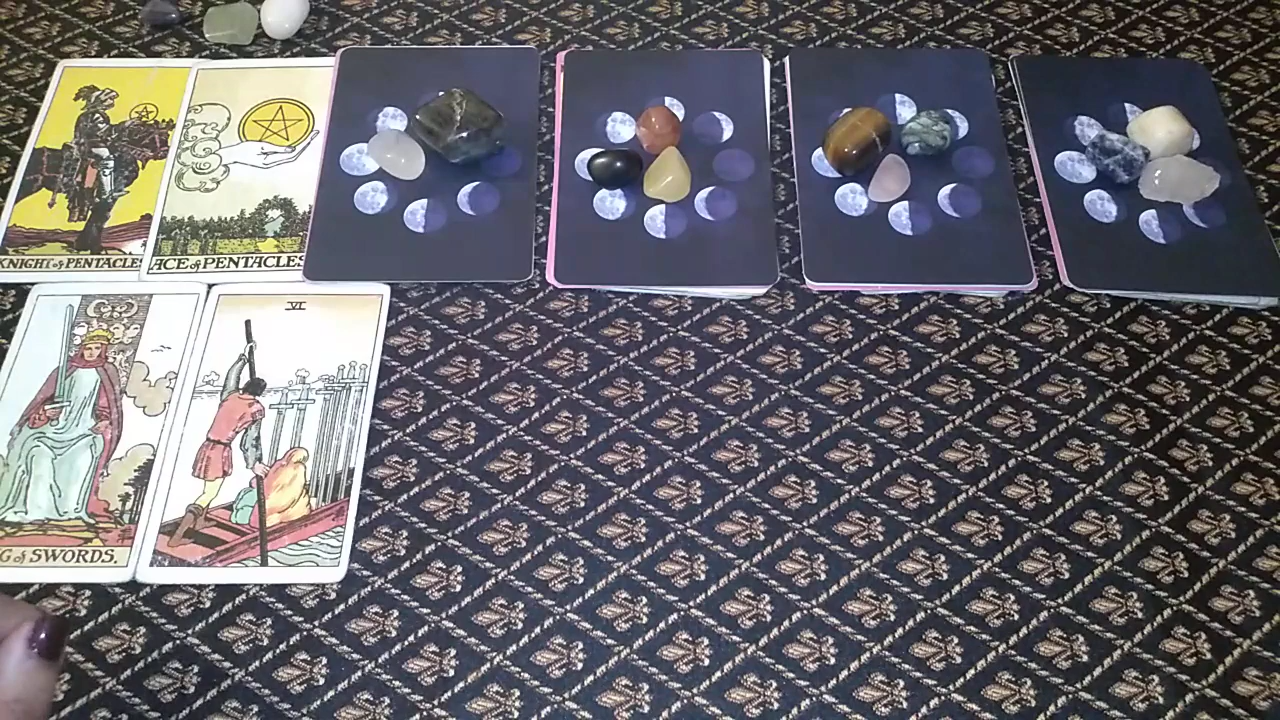 KNIGHT of PENTACLES
ACE of PENTACLES
VI
G of SWORDS.